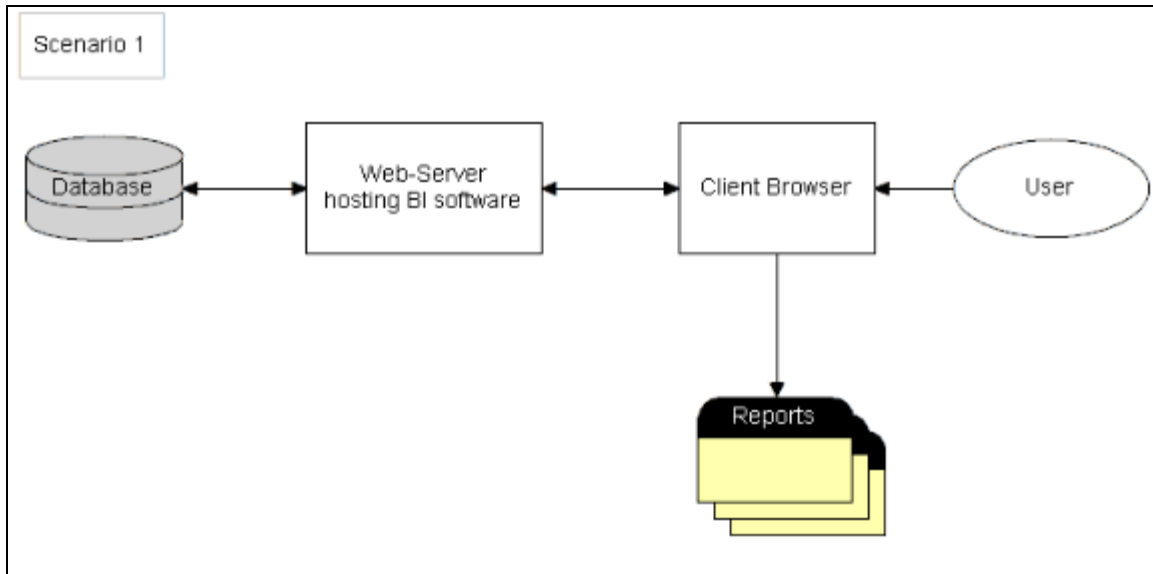 Scenario 1
Database
Web-Server
hosting BI software
Client Browser
User
Reports